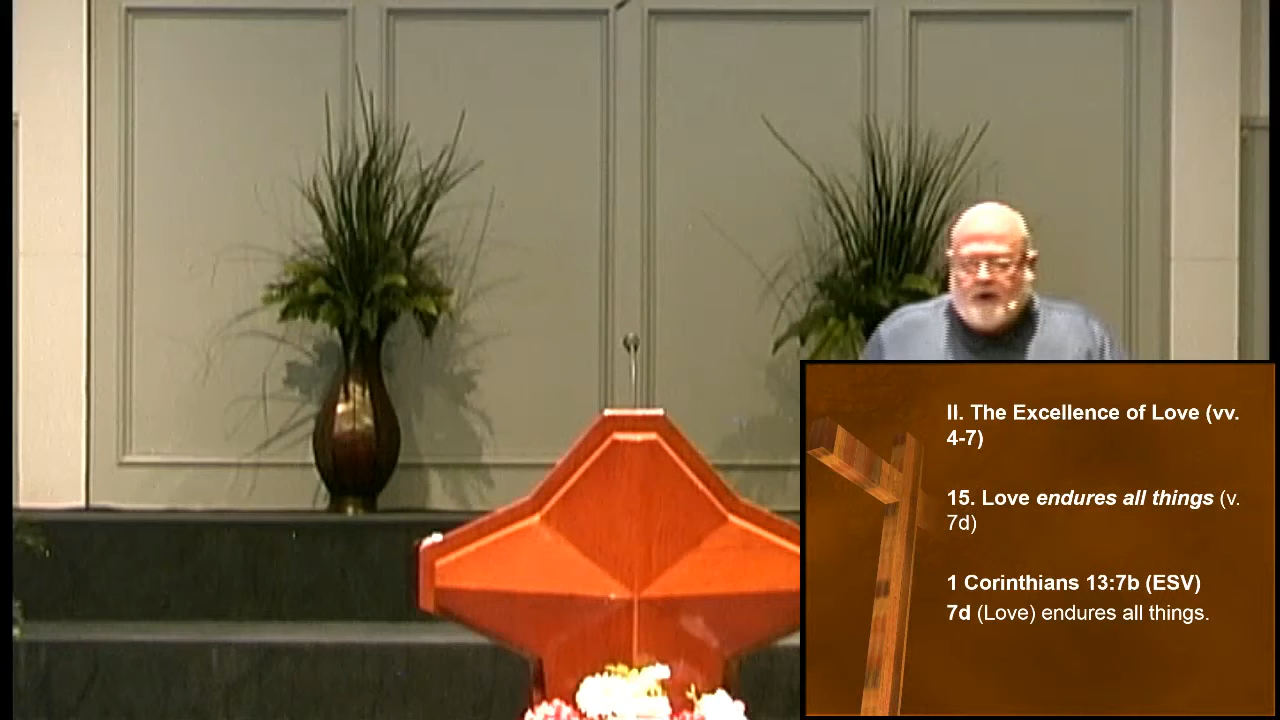 II. The Excellence of Love (vv.
4-7)
15. Love endures all things (v.
7d)
1 Corinthians 13:7b (ESV)
7d (Love) endures all things.